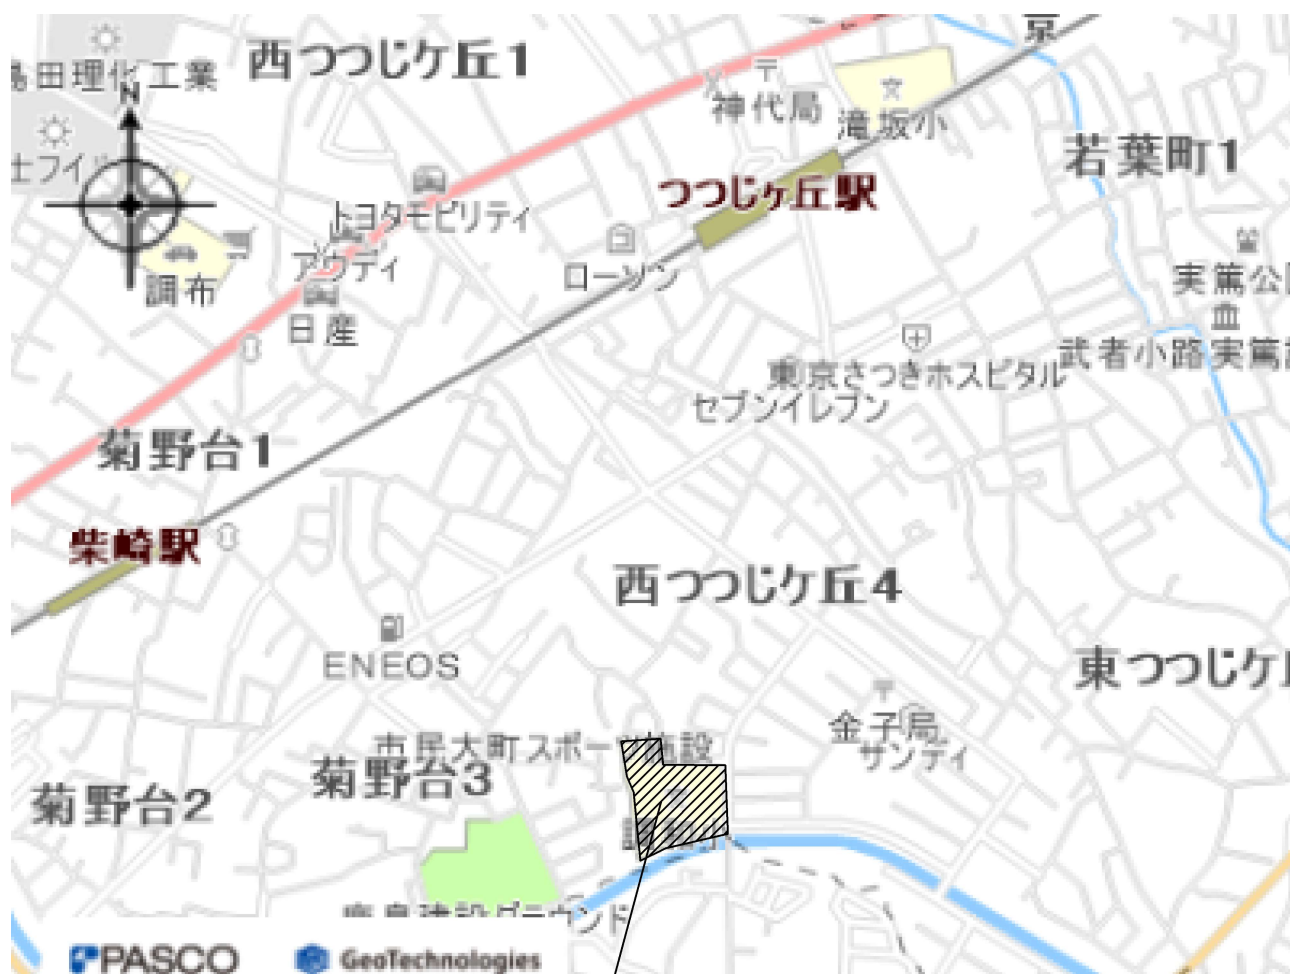 西つつじケ丘1
島田理化工業
N
神代局
滝坂小
若葉町1
つつじヶ丘駅
トヨタモビリティ
ローソン
アウディ
調布
日産
実篤公
武者小路実篤
東京さつきホスピタル
セブンイレブン
菊野台1
柴崎駅
西つつじケ丘4
ENEOS
東つつじケ
金子局
サンディ
市民大町スポーツ施設
菊野台3
菊野台2
PASCO
GeoTechnologies